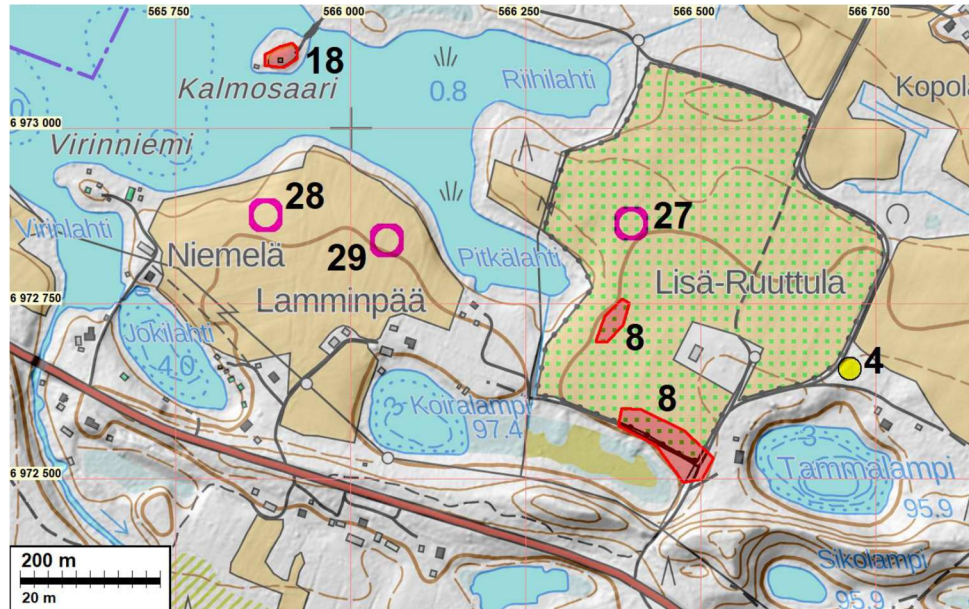 565 750
566 000
566 250
566 500
566 750
18
Kalmosaari
Riihilahti
0.8
Kopola
6 973 000
Virinniemi
28
27
29
Virinlahti
Niemelä
Pitkälahti
Lisä-Ruuttula
Lamminpää
6 972 750
Jokilahti
4.0
8
4
8
3
Koiralampi
97.4
3
6 972 500
Tammalampi
95.9
200 m
20 m
Sikolampi
95.9